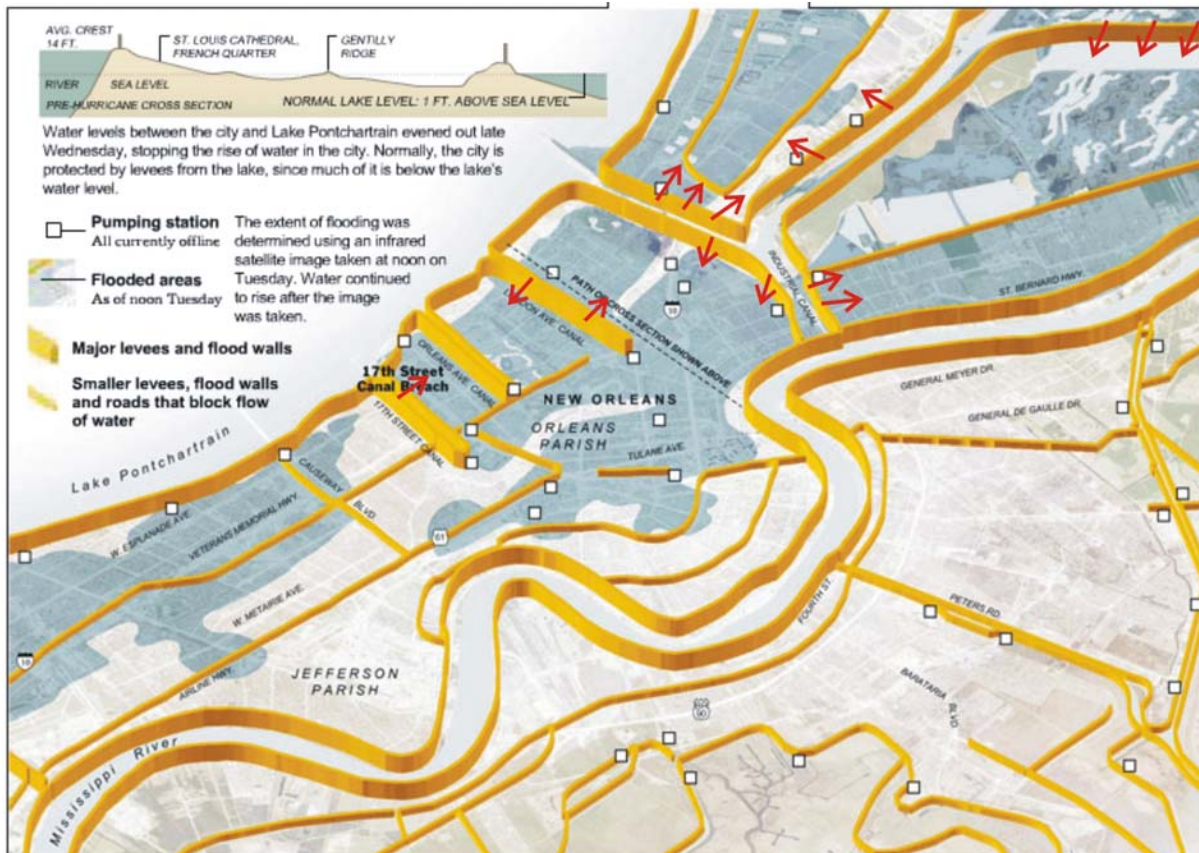 AVG. CREST
14 FT.
ST. LOUIS CATHEDRAL,
FRENCH QUARTER
GENTILLY
RIDGE
RIVER
SEA LEVEL
PRE-HURRICANE CROSS SECTION
NORMAL LAKE LEVEL: 1 FT. ABOVE SEA LEVEL
Water levels between the city and Lake Pontchartrain evened out late
Wednesday, stopping the rise of water in the city. Normally, the city is
protected by levees from the lake, since much of it is below the lake's
water level.
Pumping station
All currently offline
Flooded areas
As of noon Tuesday
The extent of flooding was
determined using an infrared
satellite image taken at noon on
Tuesday. Water continued
to rise after the image
was taken.
Major levees and flood walls
Smaller levees, flood walls
and roads that block flow
of water
INDUSTRIAL CANAL
ST. BERNARD HWY.
PATH OF CROSS SECTION SHOWN ABOVE
10
LONDON AVE. CANAL
ORLEANS AVE. CANAL
17th Street
Canal Breach
17TH STREET CANAL
NEW ORLEANS
ORLEANS
PARISH
TULANE AVE.
GENERAL MEYER DR.
GENERAL DE GAULLE DR.
Lake Pontchartrain
CAUSEWAY BLVD
W. ESPLANADE AVE.
VETERANS MEMORIAL HWY.
61
W. METAIRIE AVE.
10
AIRLINE HWY.
JEFFERSON
PARISH
FOURTH ST.
PETERS RD.
BARATARIA BLVD
90
Mississippi River